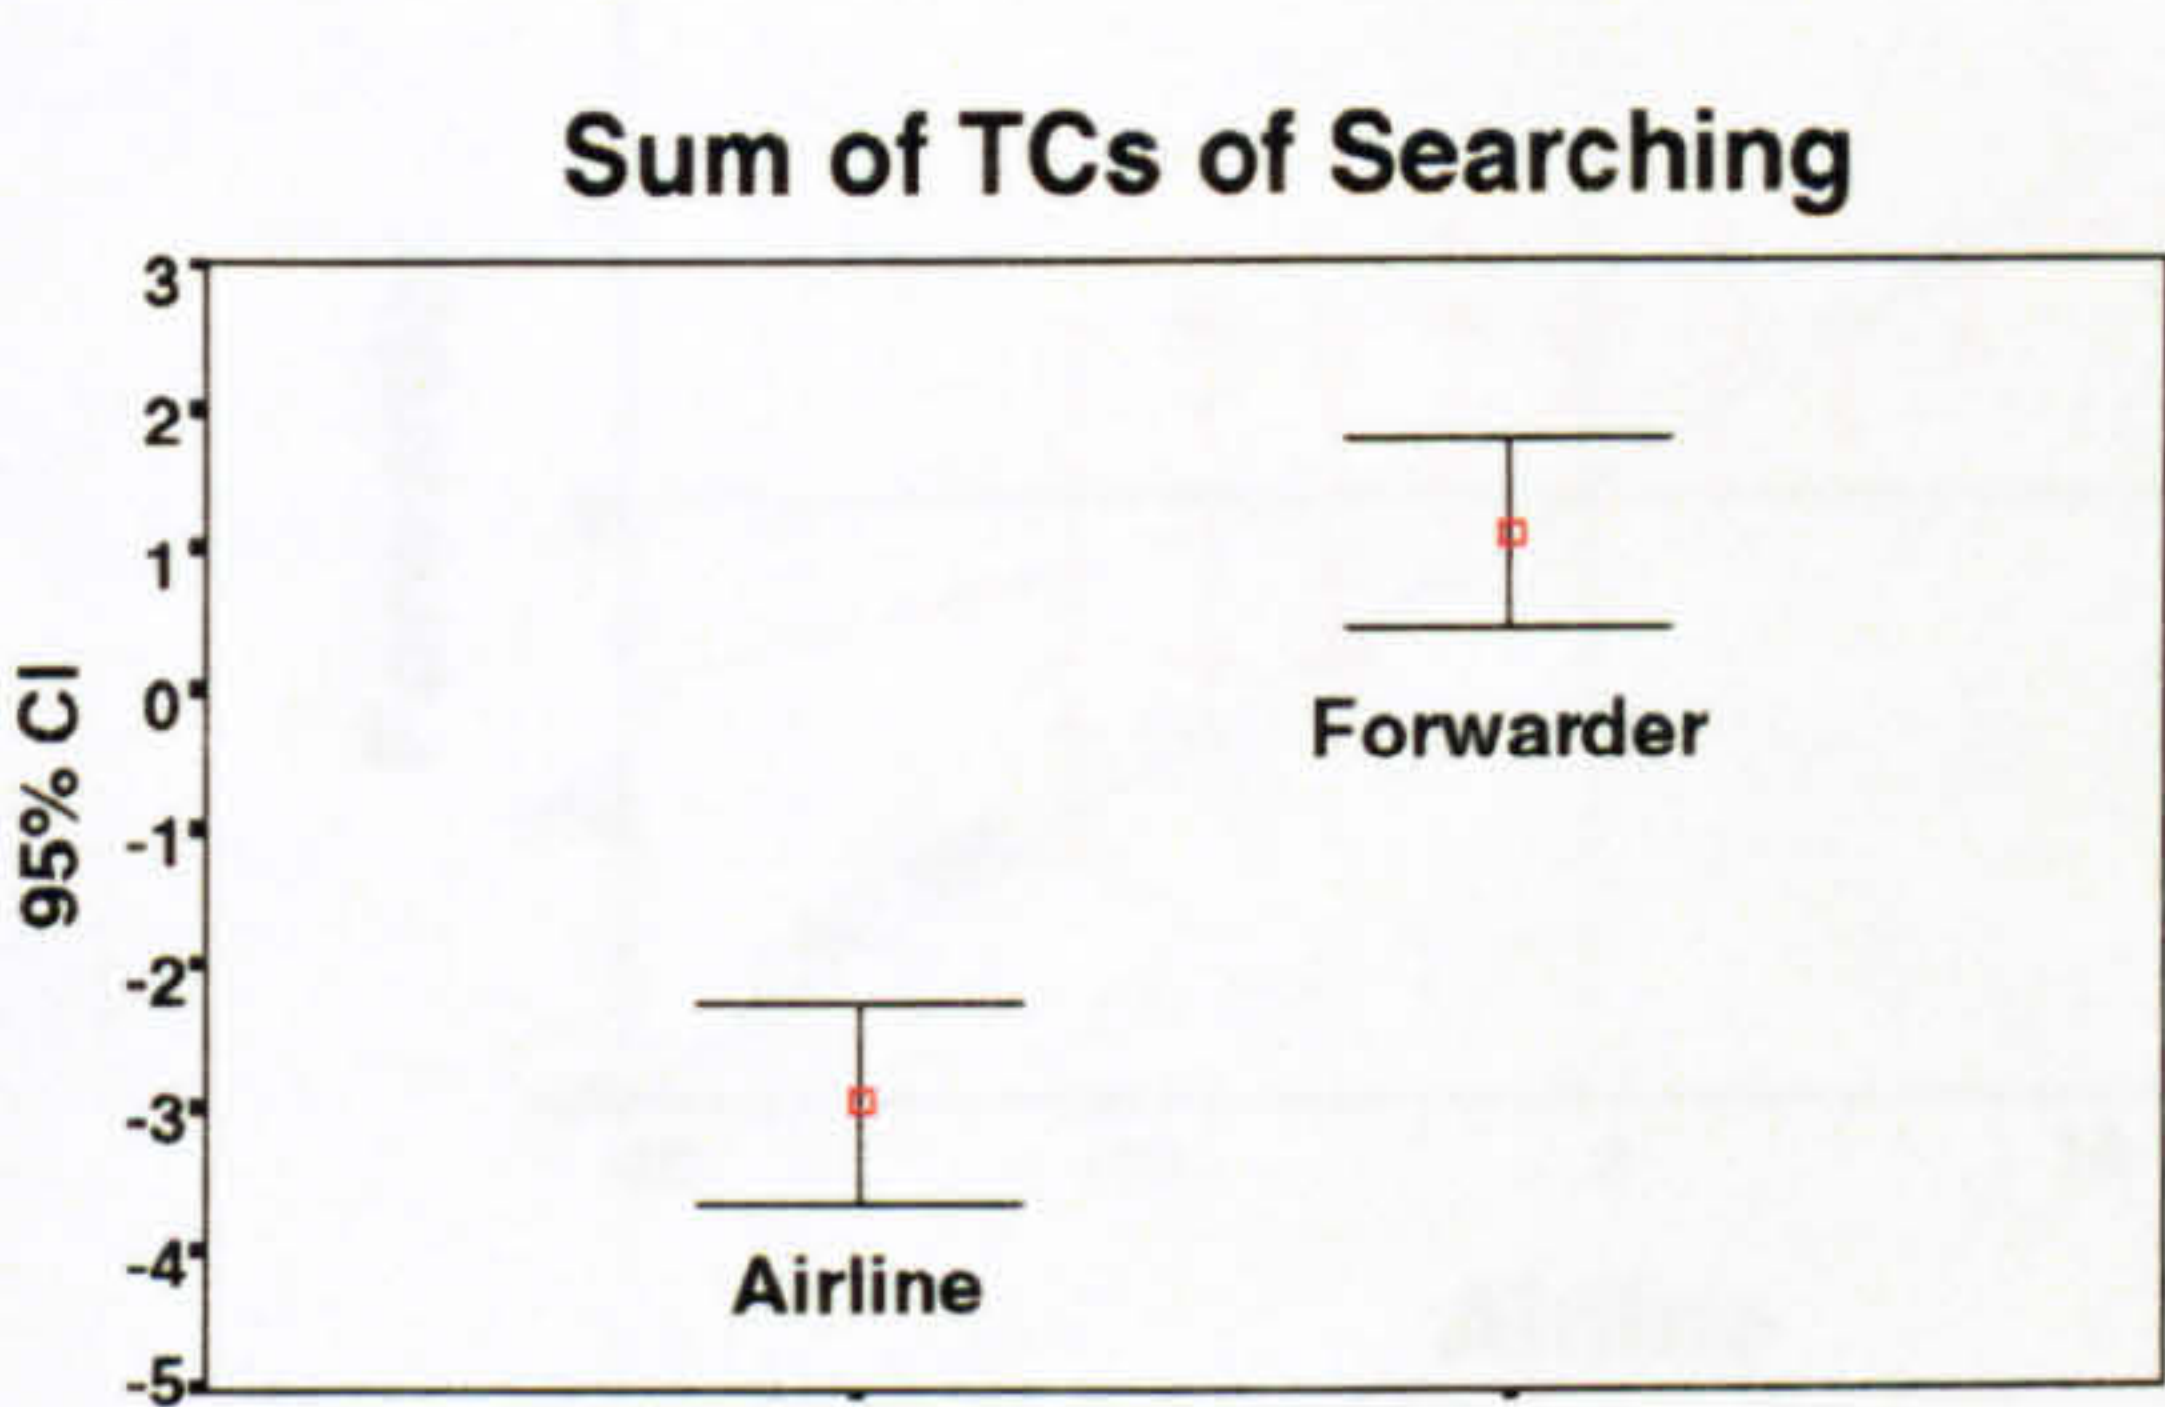 Sum of TCs of Searching
3
2
1
0
-1
-2
-3
-4
-5
95% CI
Forwarder
Airline